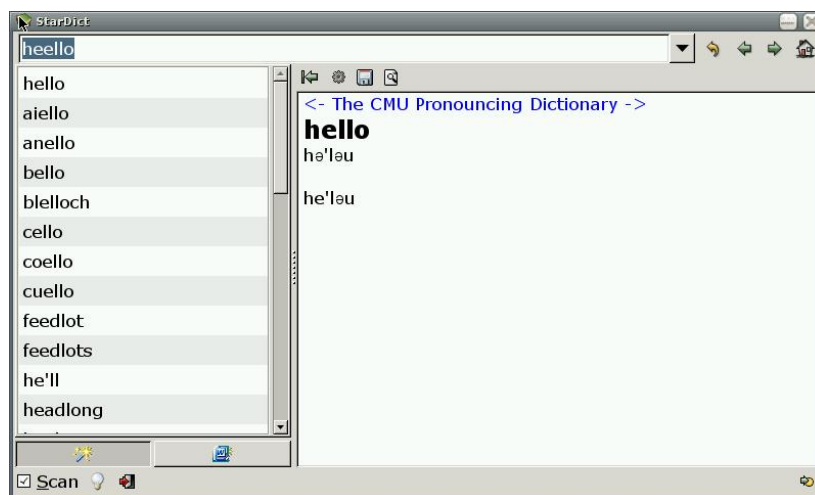 StarDict
heello
hello
aiello
anello
bello
blelloch
cello
coello
cuello
feedlot
feedlots
he'll
headlong
<- The CMU Pronouncing Dictionary ->
hello
hə'ləu
he'ləu
Scan